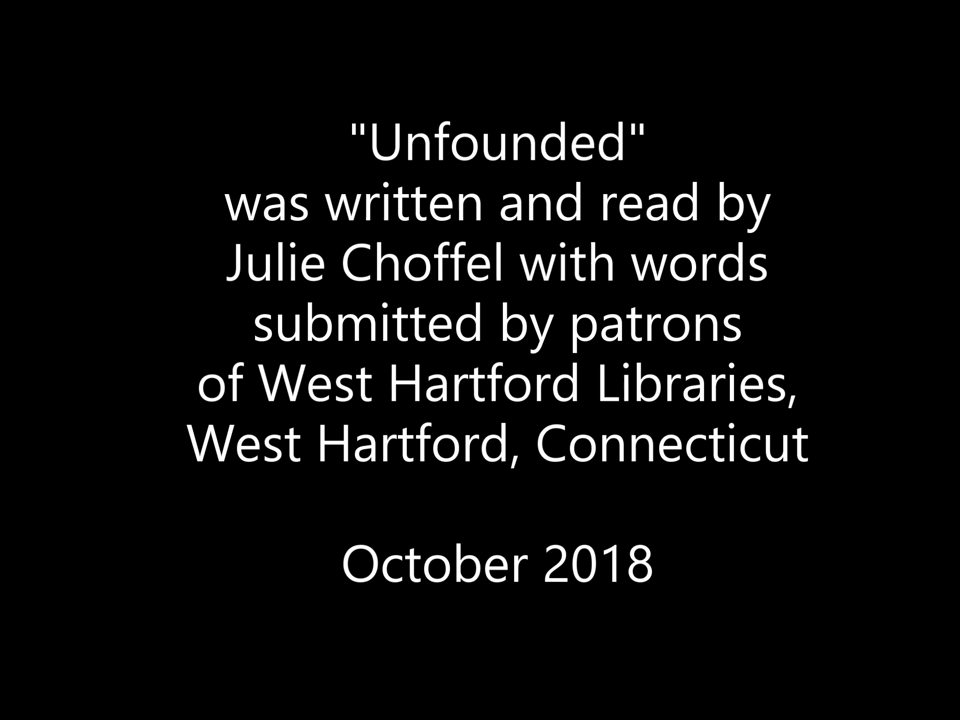 "Unfounded"
was written and read by
Julie Choffel with words
submitted by patrons
of West Hartford Libraries,
West Hartford, Connecticut
October 2018